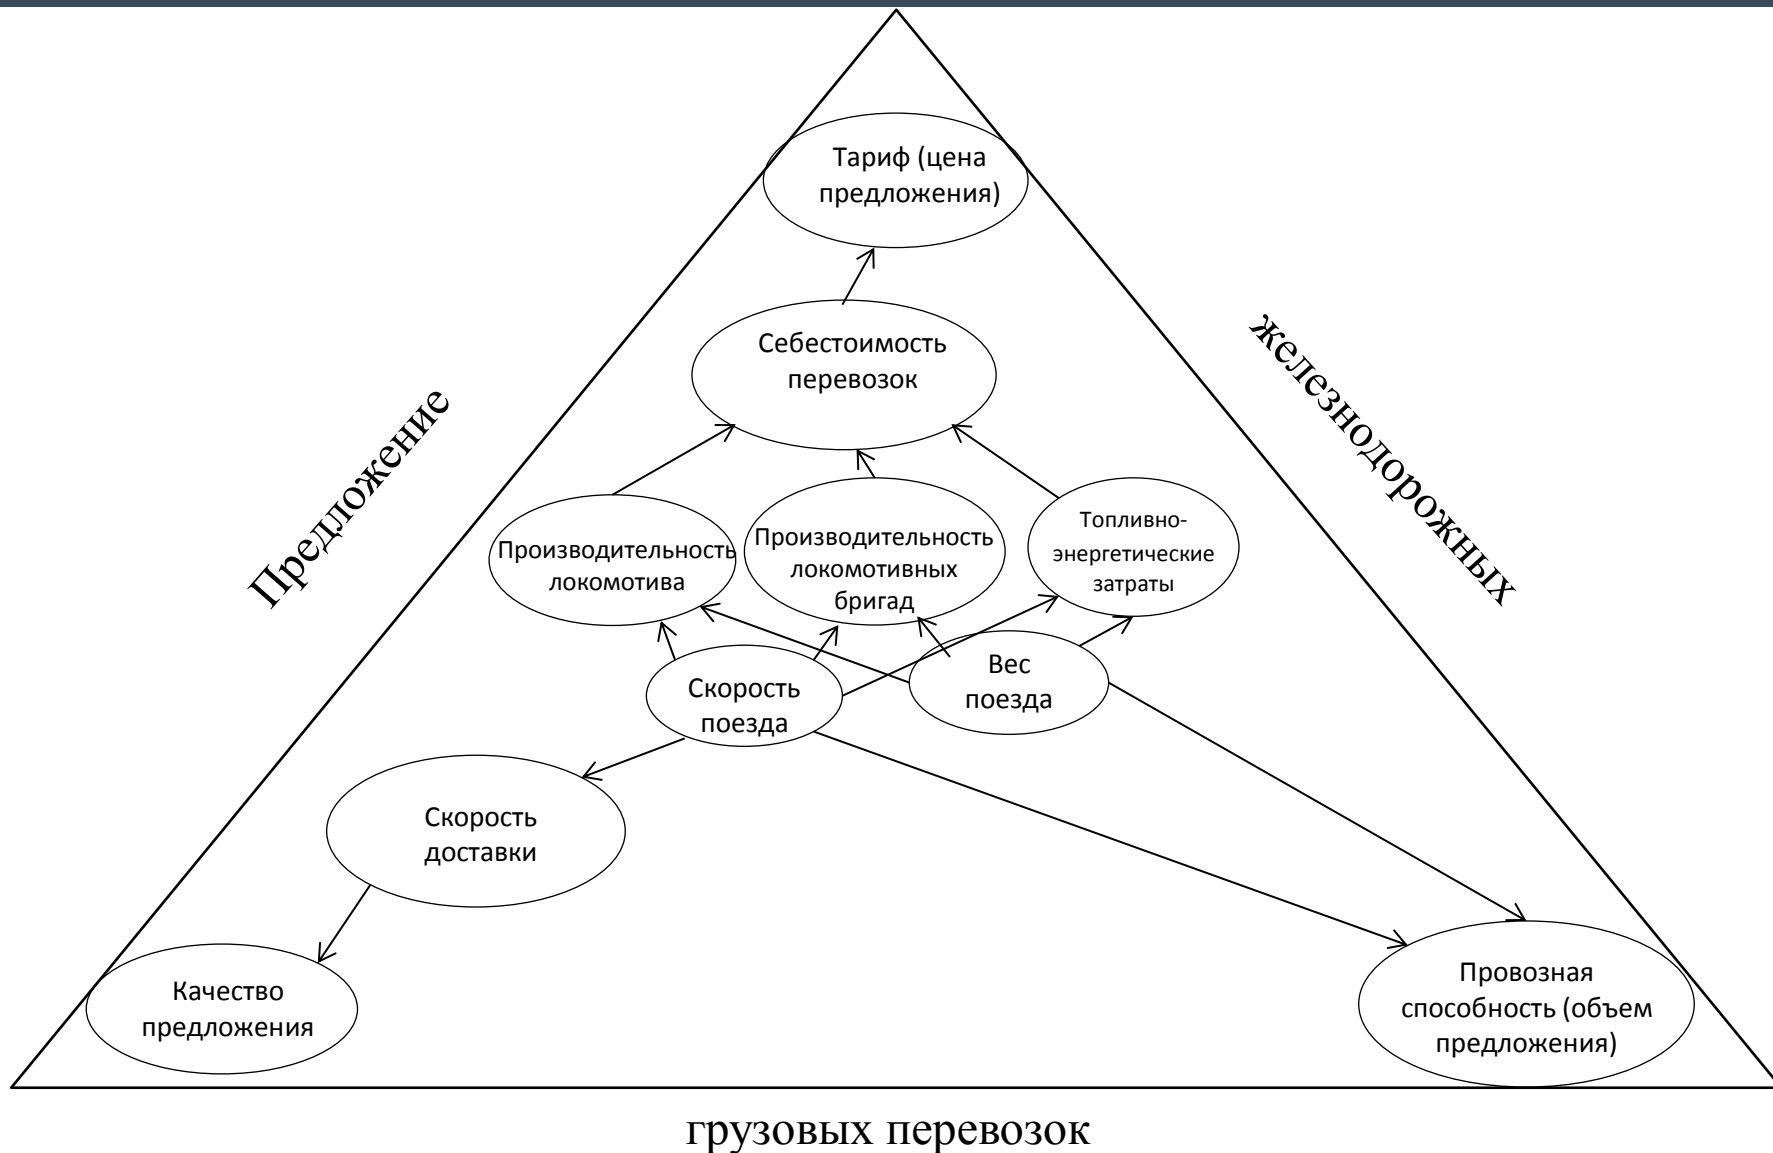 Тариф (цена
предложения)
Себестоимость
перевозок
Предложение
железнодорожных
Производительность
локомотива
Производительность
локомотивных
бригад
Топливно-
энергетические
затраты
Скорость
поезда
Вес
поезда
Скорость
доставки
Качество
предложения
Провозная
способность (объем
предложения)
грузовых перевозок